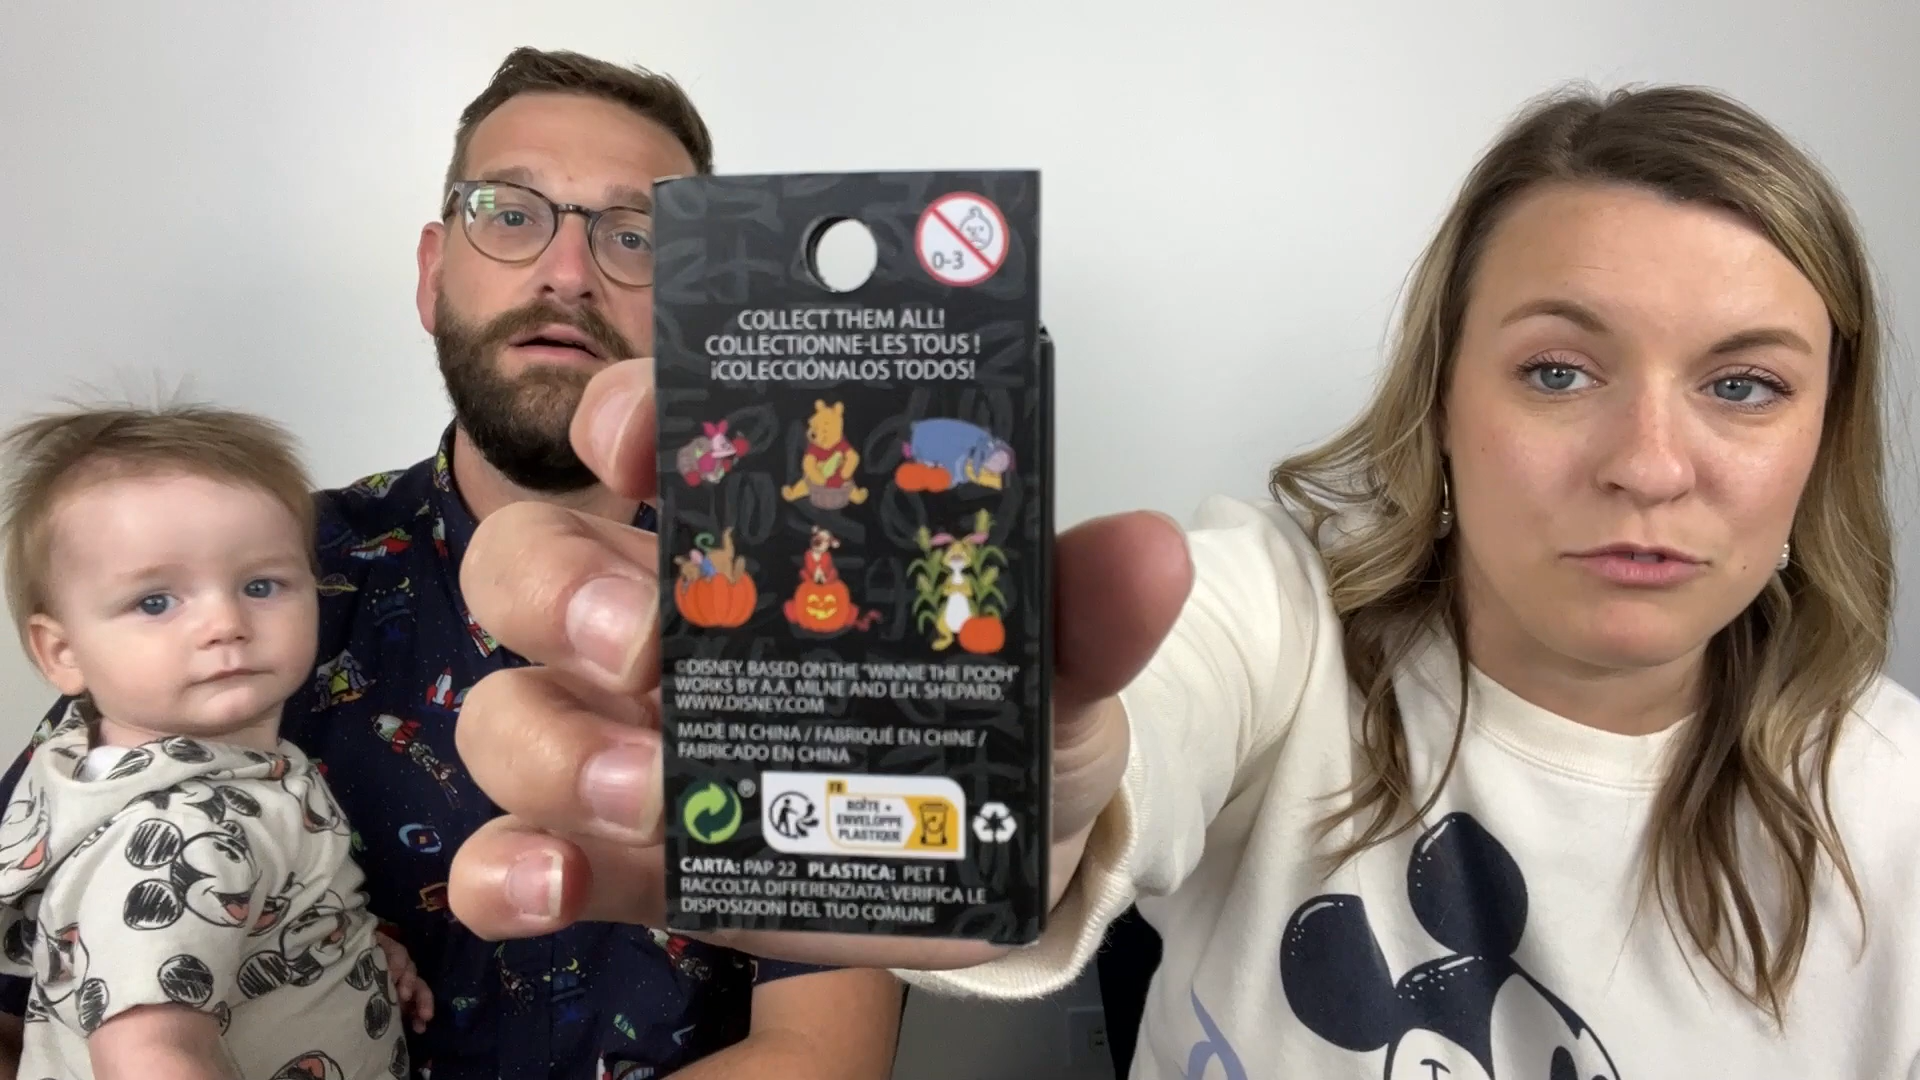 0-3
COLLECT THEM ALL!
COLLECTIONNE-LES TOUS !
¡COLECCIÓNALOS TODOS!
©DISNEY. BASED ON THE "WINNIE THE POOH"
WORKS BY A.A. MILNE AND E.H. SHEPARD.
WWW.DISNEY.COM
MADE IN CHINA / FABRIQUÉ EN CHINE /
FABRICADO EN CHINA
®
FR
BOÎTE +
ENVELOPPE
PLASTIQUE
CARTA: PAP 22 PLASTICA: PET 1
RACCOLTA DIFFERENZIATA: VERIFICA LE
DISPOSIZIONI DEL TUO COMUNE